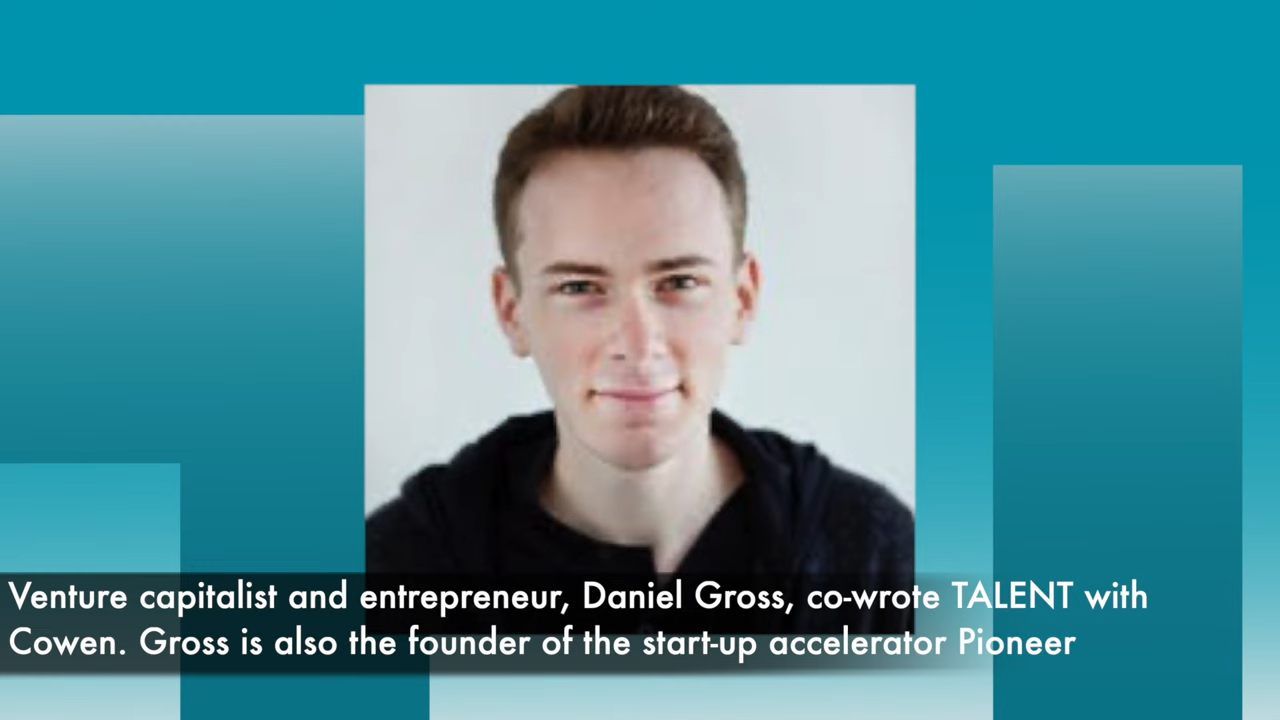 Venture capitalist and entrepreneur, Daniel Gross, co-wrote TALENT with
Cowen. Gross is also the founder of the start-up accelerator Pioneer